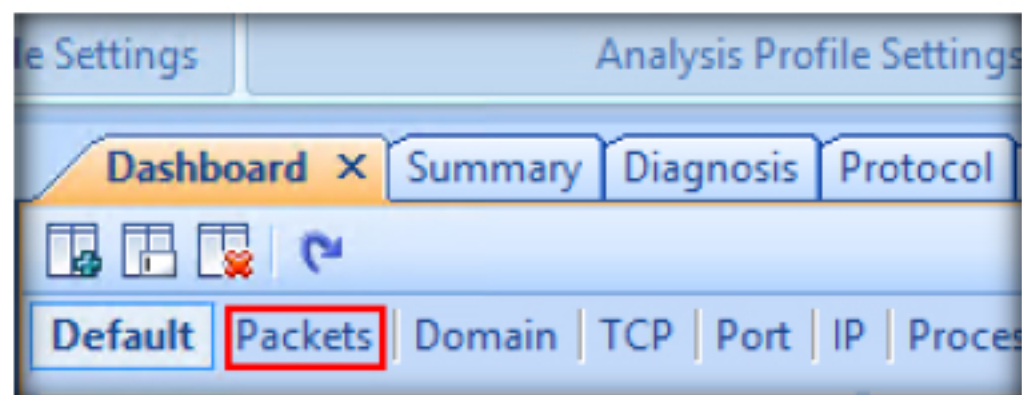 le Settings Analysis Profile Settings
Dashboard × Summary Diagnosis Protocol
Default Packets Domain TCP Port IP Proces